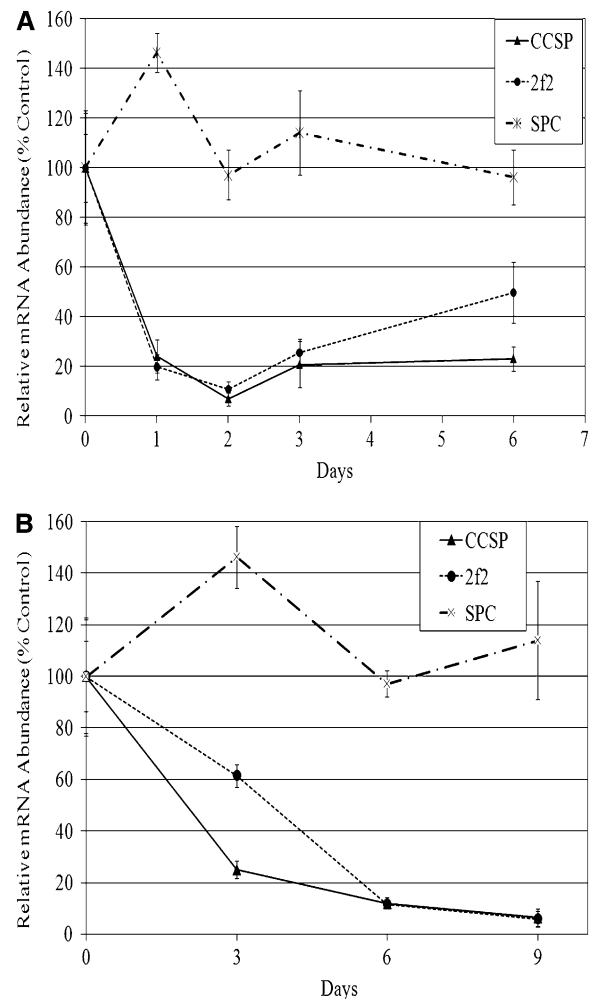 A
Relative mRNA Abundance (% Control)
160
140
120
100
80
60
40
20
0
CCSP
2f2
SPC
0 1 2 3 4 5 6 7
Days
B
Relative mRNA Abundance (% Control)
160
140
120
100
80
60
40
20
0
CCSP
2f2
SPC
0 3 6 9
Days